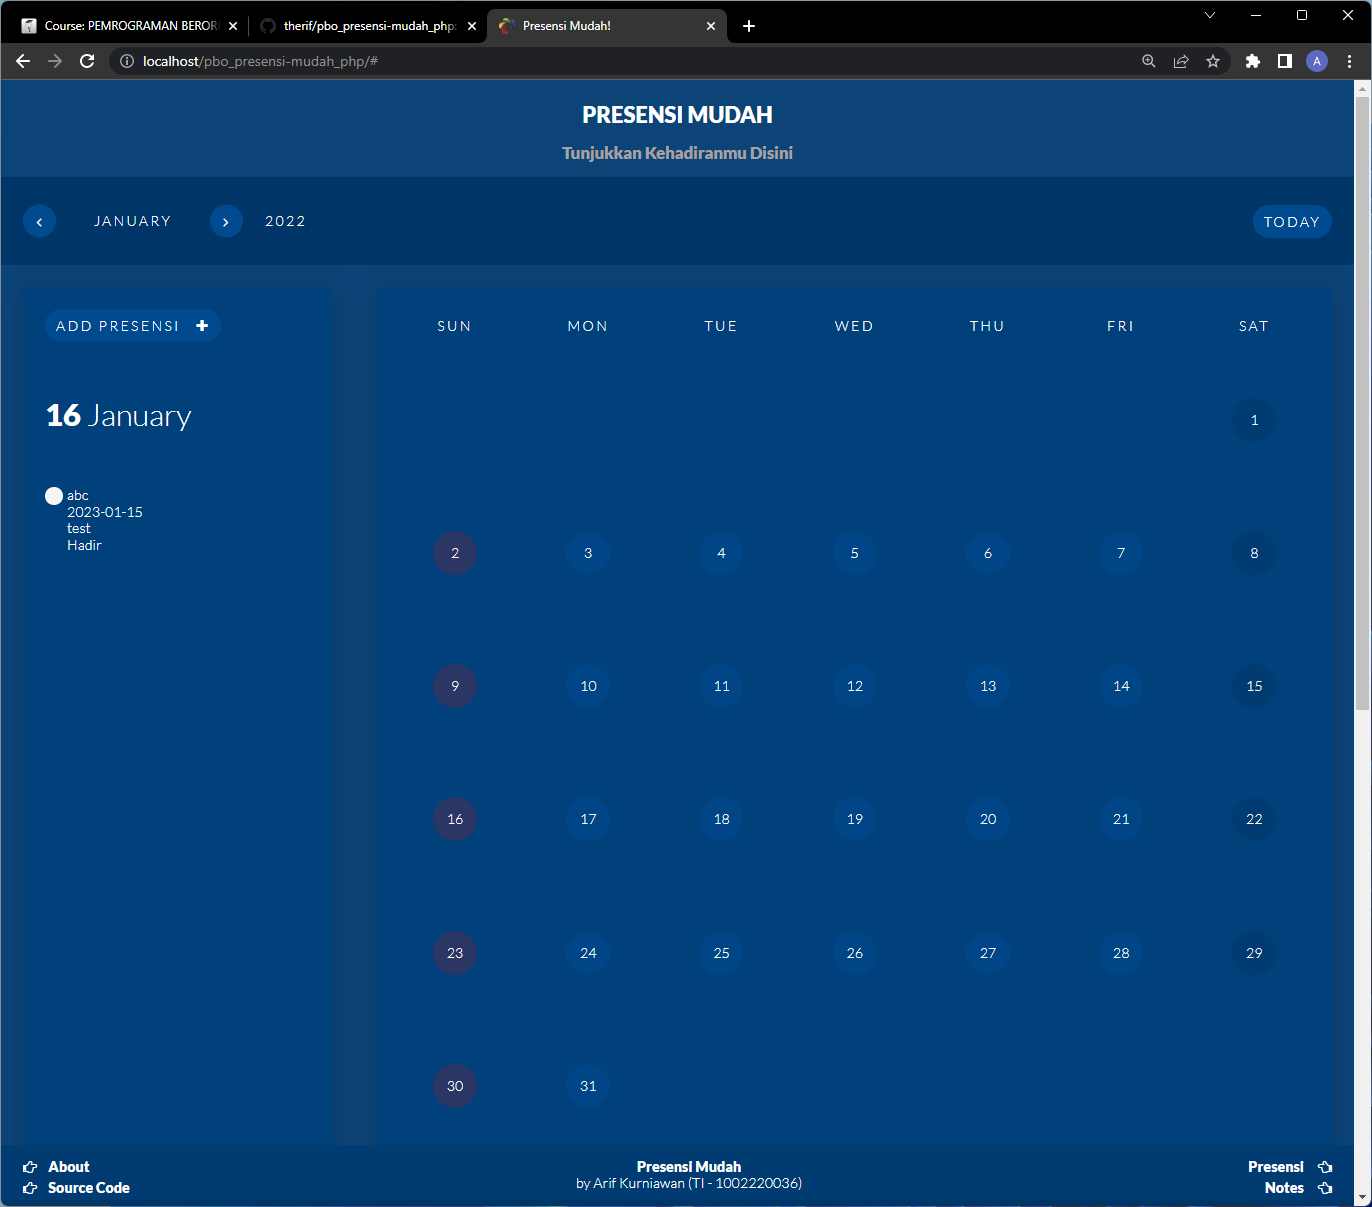 Course: PEMROGRAMAN BEROR
therif/pbo_presensi-mudah_php:
Presensi Mudah!
localhost/pbo_presensi-mudah_php/#
A
PRESENSI MUDAH
Tunjukkan Kehadiranmu Disini
JANUARY
2022
TODAY
ADD PRESENSI
16 January
abc
2023-01-15
test
Hadir
SUN MON TUE WED THU FRI SAT
1
2 3 4 5 6 7 8
9 10 11 12 13 14 15
16 17 18 19 20 21 22
23 24 25 26 27 28 29
30 31
About
Source Code
Presensi Mudah
by Arif Kurniawan (TI - 1002220036)
Presensi
Notes